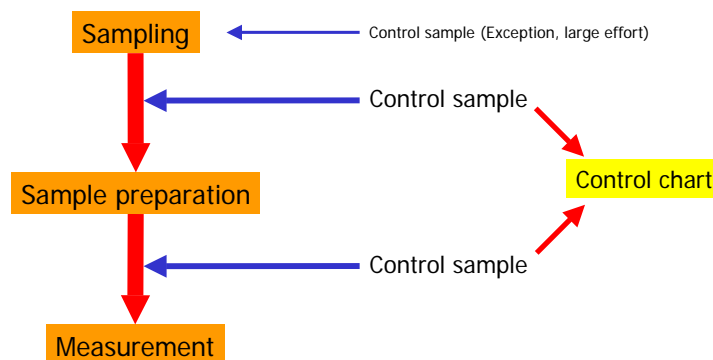 Sampling
Control sample (Exception, large effort)
Control sample
Sample preparation
Control chart
Control sample
Measurement